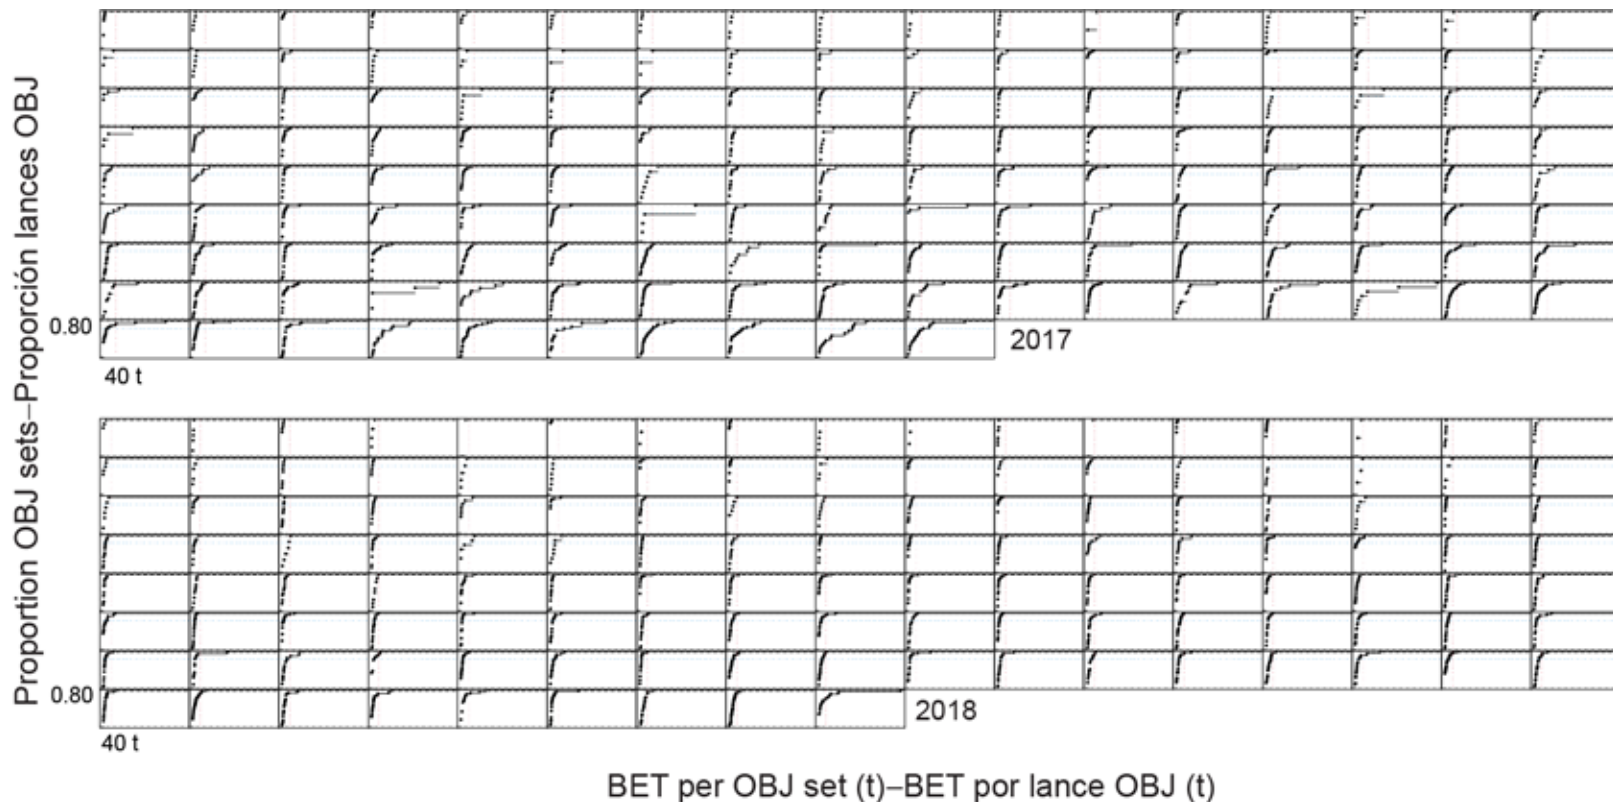 Proportion OBJ sets–Proporción lances OBJ
0.80
40 t
2017
0.80
40 t
2018
BET per OBJ set (t)–BET por lance OBJ (t)